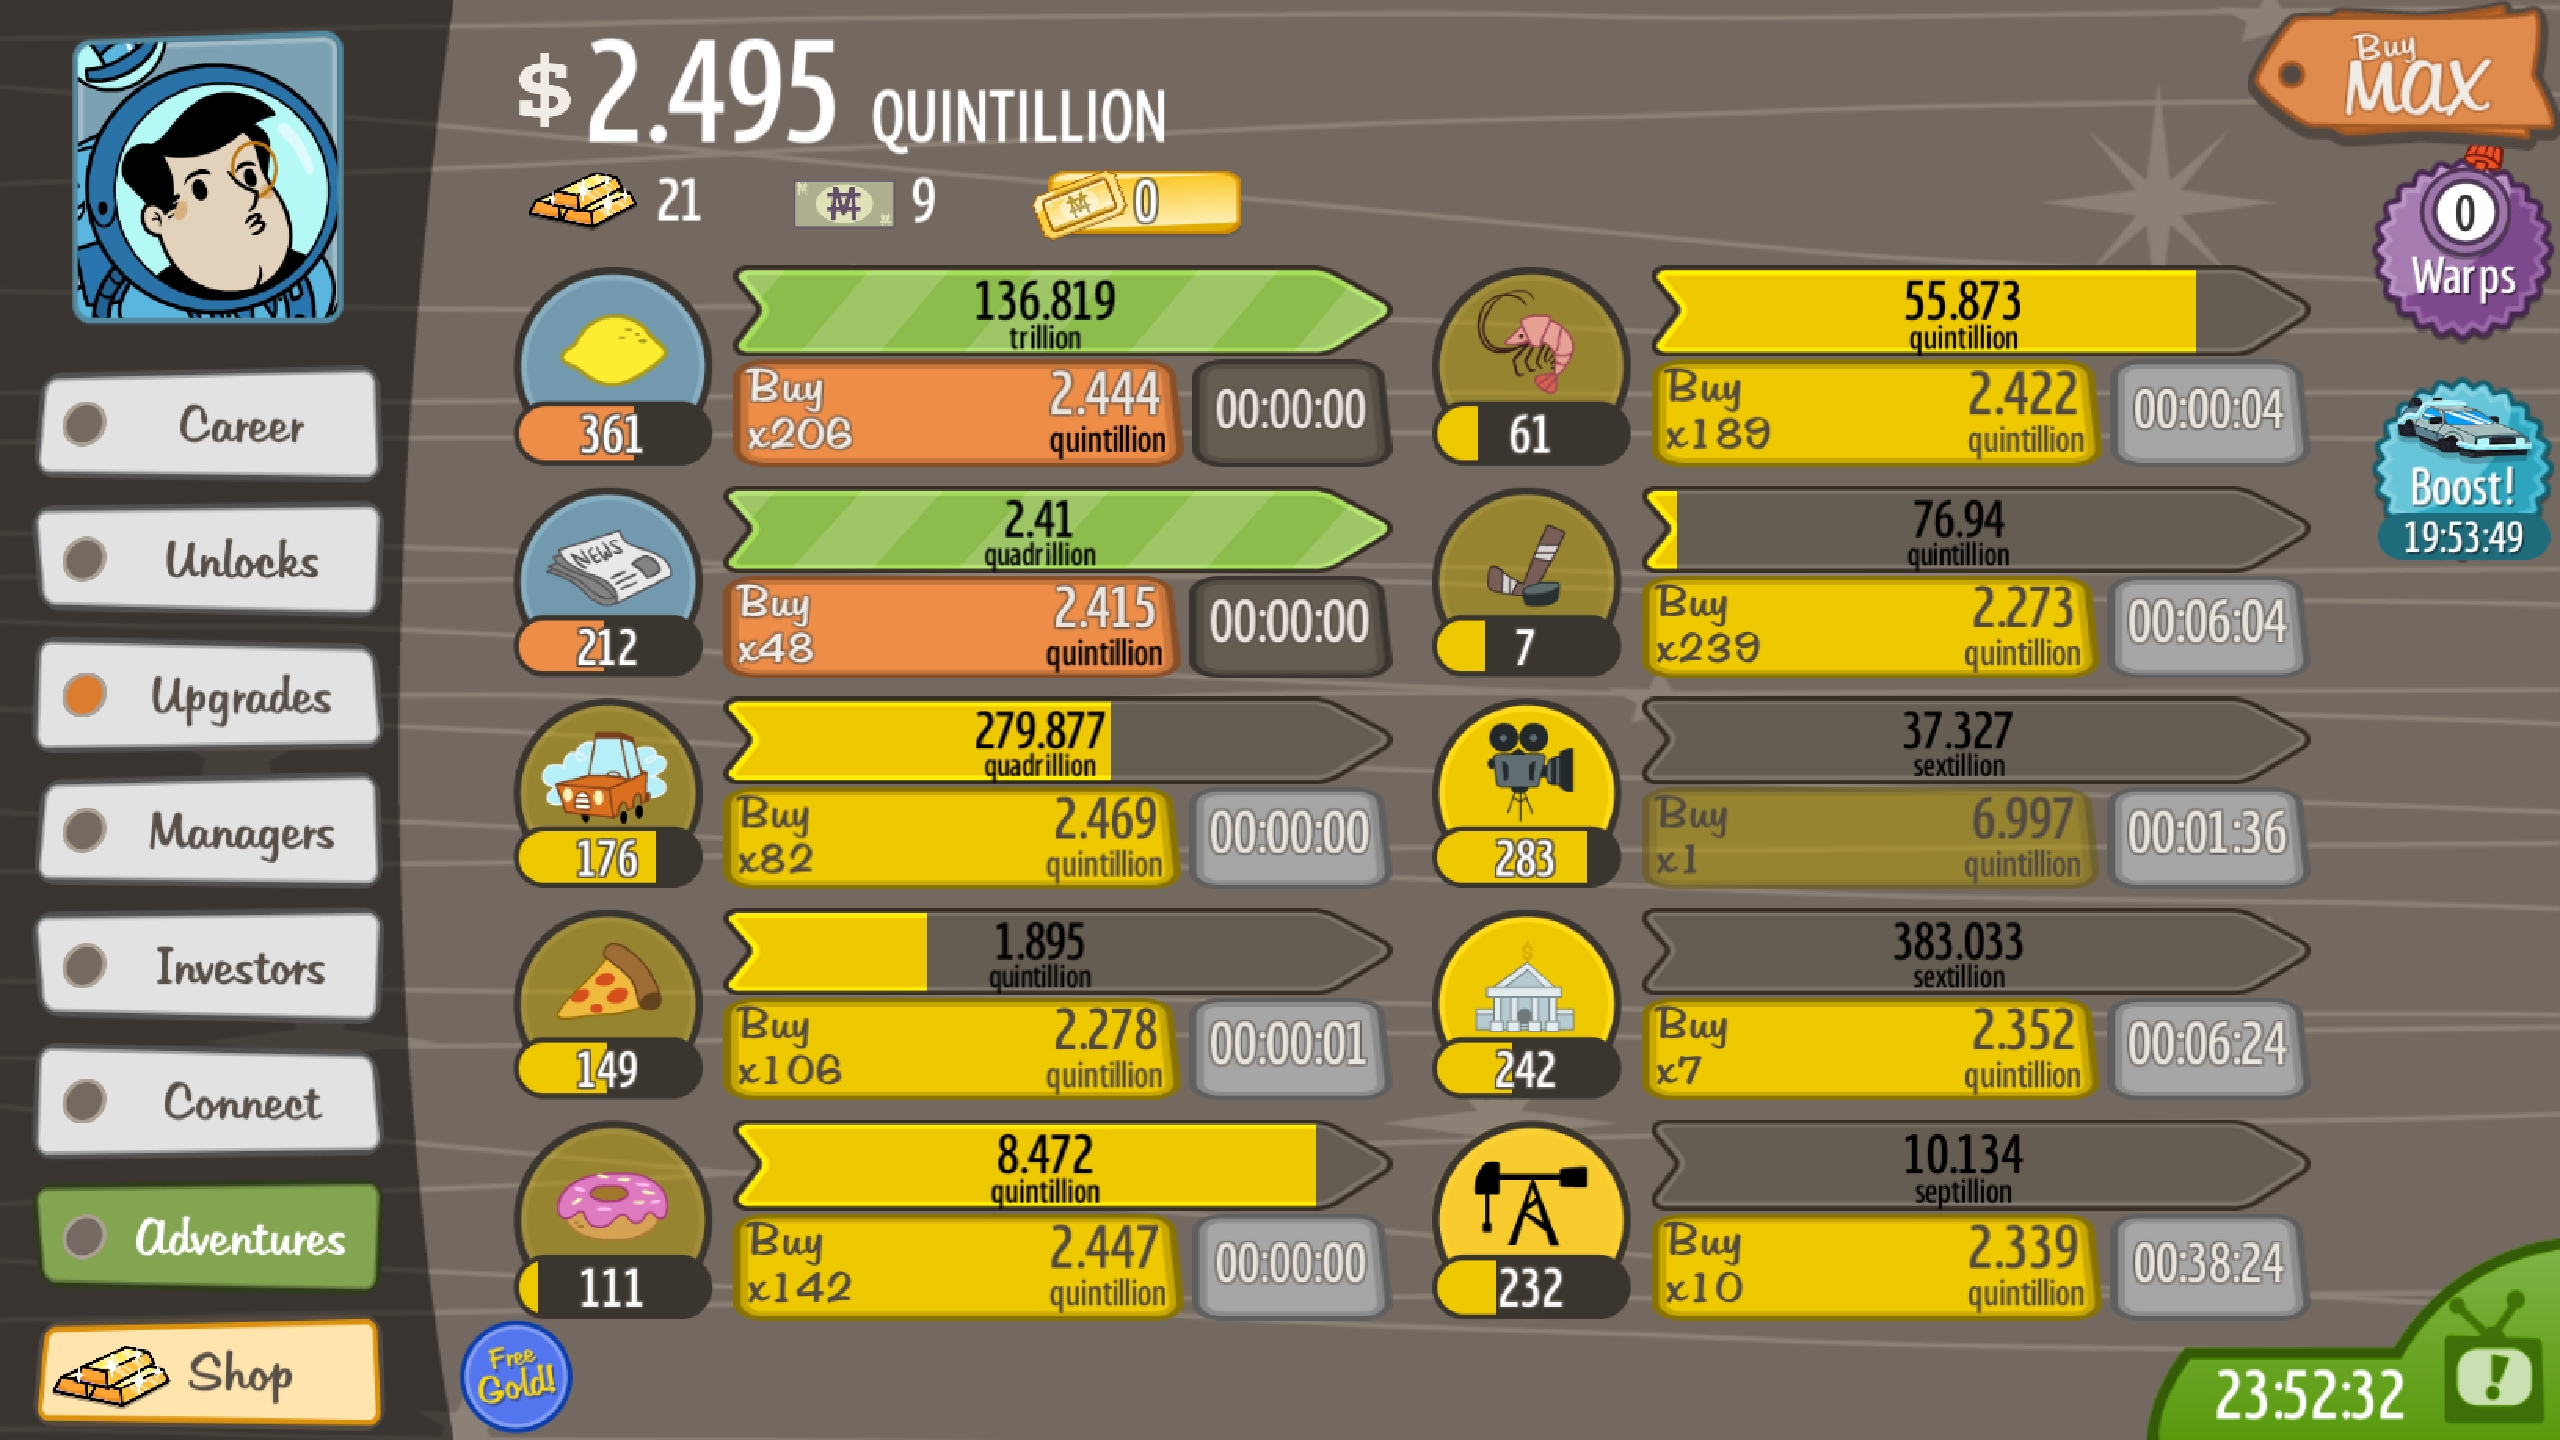 $2.495 QUINTILLION
Buy
MAX
21
9
0
0
Warps
Boost!
19:53:49
Career
Unlocks
Upgrades
Managers
Investors
Connect
Adventures
Shop
136.819
trillion
361
Buy 2.444
x206 quintillion
00:00:00
NEWS
2.41
quadrillion
212
Buy 2.415
x48 quintillion
00:00:00
279.877
quadrillion
176
Buy 2.469
x82 quintillion
00:00:00
1.895
quintillion
149
Buy 2.278
x106 quintillion
00:00:01
8.472
quintillion
111
Buy 2.447
x142 quintillion
00:00:00
55.873
quintillion
61
Buy 2.422
x189 quintillion
00:00:04
76.94
quintillion
7
Buy 2.273
x239 quintillion
00:06:04
37.327
sextillion
283
Buy 6.997
x1 quintillion
00:01:36
383.033
sextillion
242
Buy 2.352
x7 quintillion
00:06:24
10.134
septillion
232
Buy 2.339
x10 quintillion
00:38:24
Free
Gold!
23:52:32
!